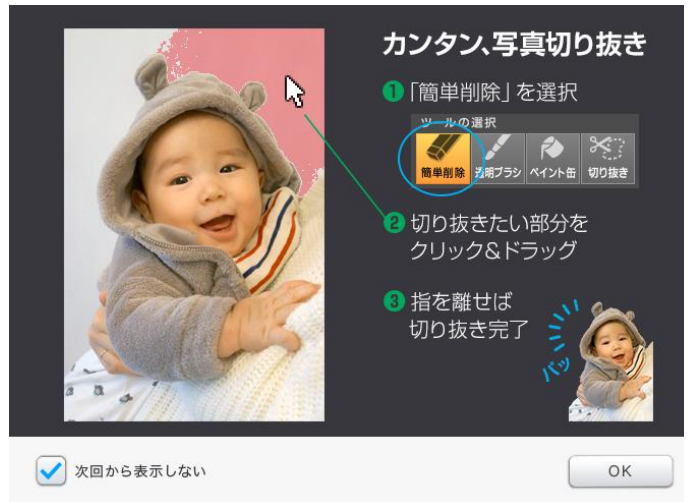 カンタン、写真切り抜き
1「簡単削除」を選択
ツールの選択
簡単削除 透明ブラシ ペイント缶 切り抜き
2 切り抜きたい部分を
クリック&ドラッグ
3 指を離せば
切り抜き完了
パッ
次回から表示しない
OK